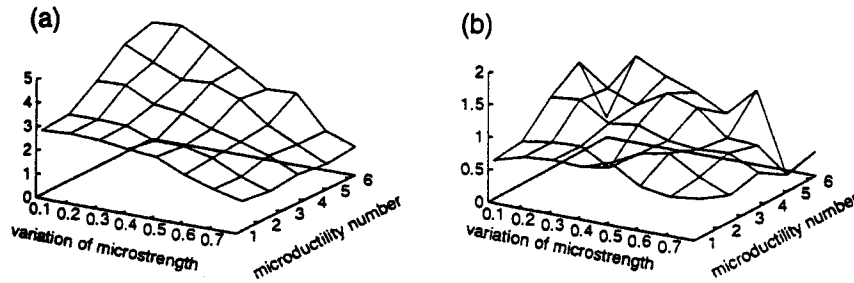 (a)
5
4
3
2
1
0
0.1 0.2 0.3 0.4 0.5 0.6 0.7
variation of microstrength
1 2 3 4 5 6
microductility number
(b)
2
1.5
1
0.5
0
0.1 0.2 0.3 0.4 0.5 0.6 0.7
variation of microstrength
1 2 3 4 5 6
microductility number